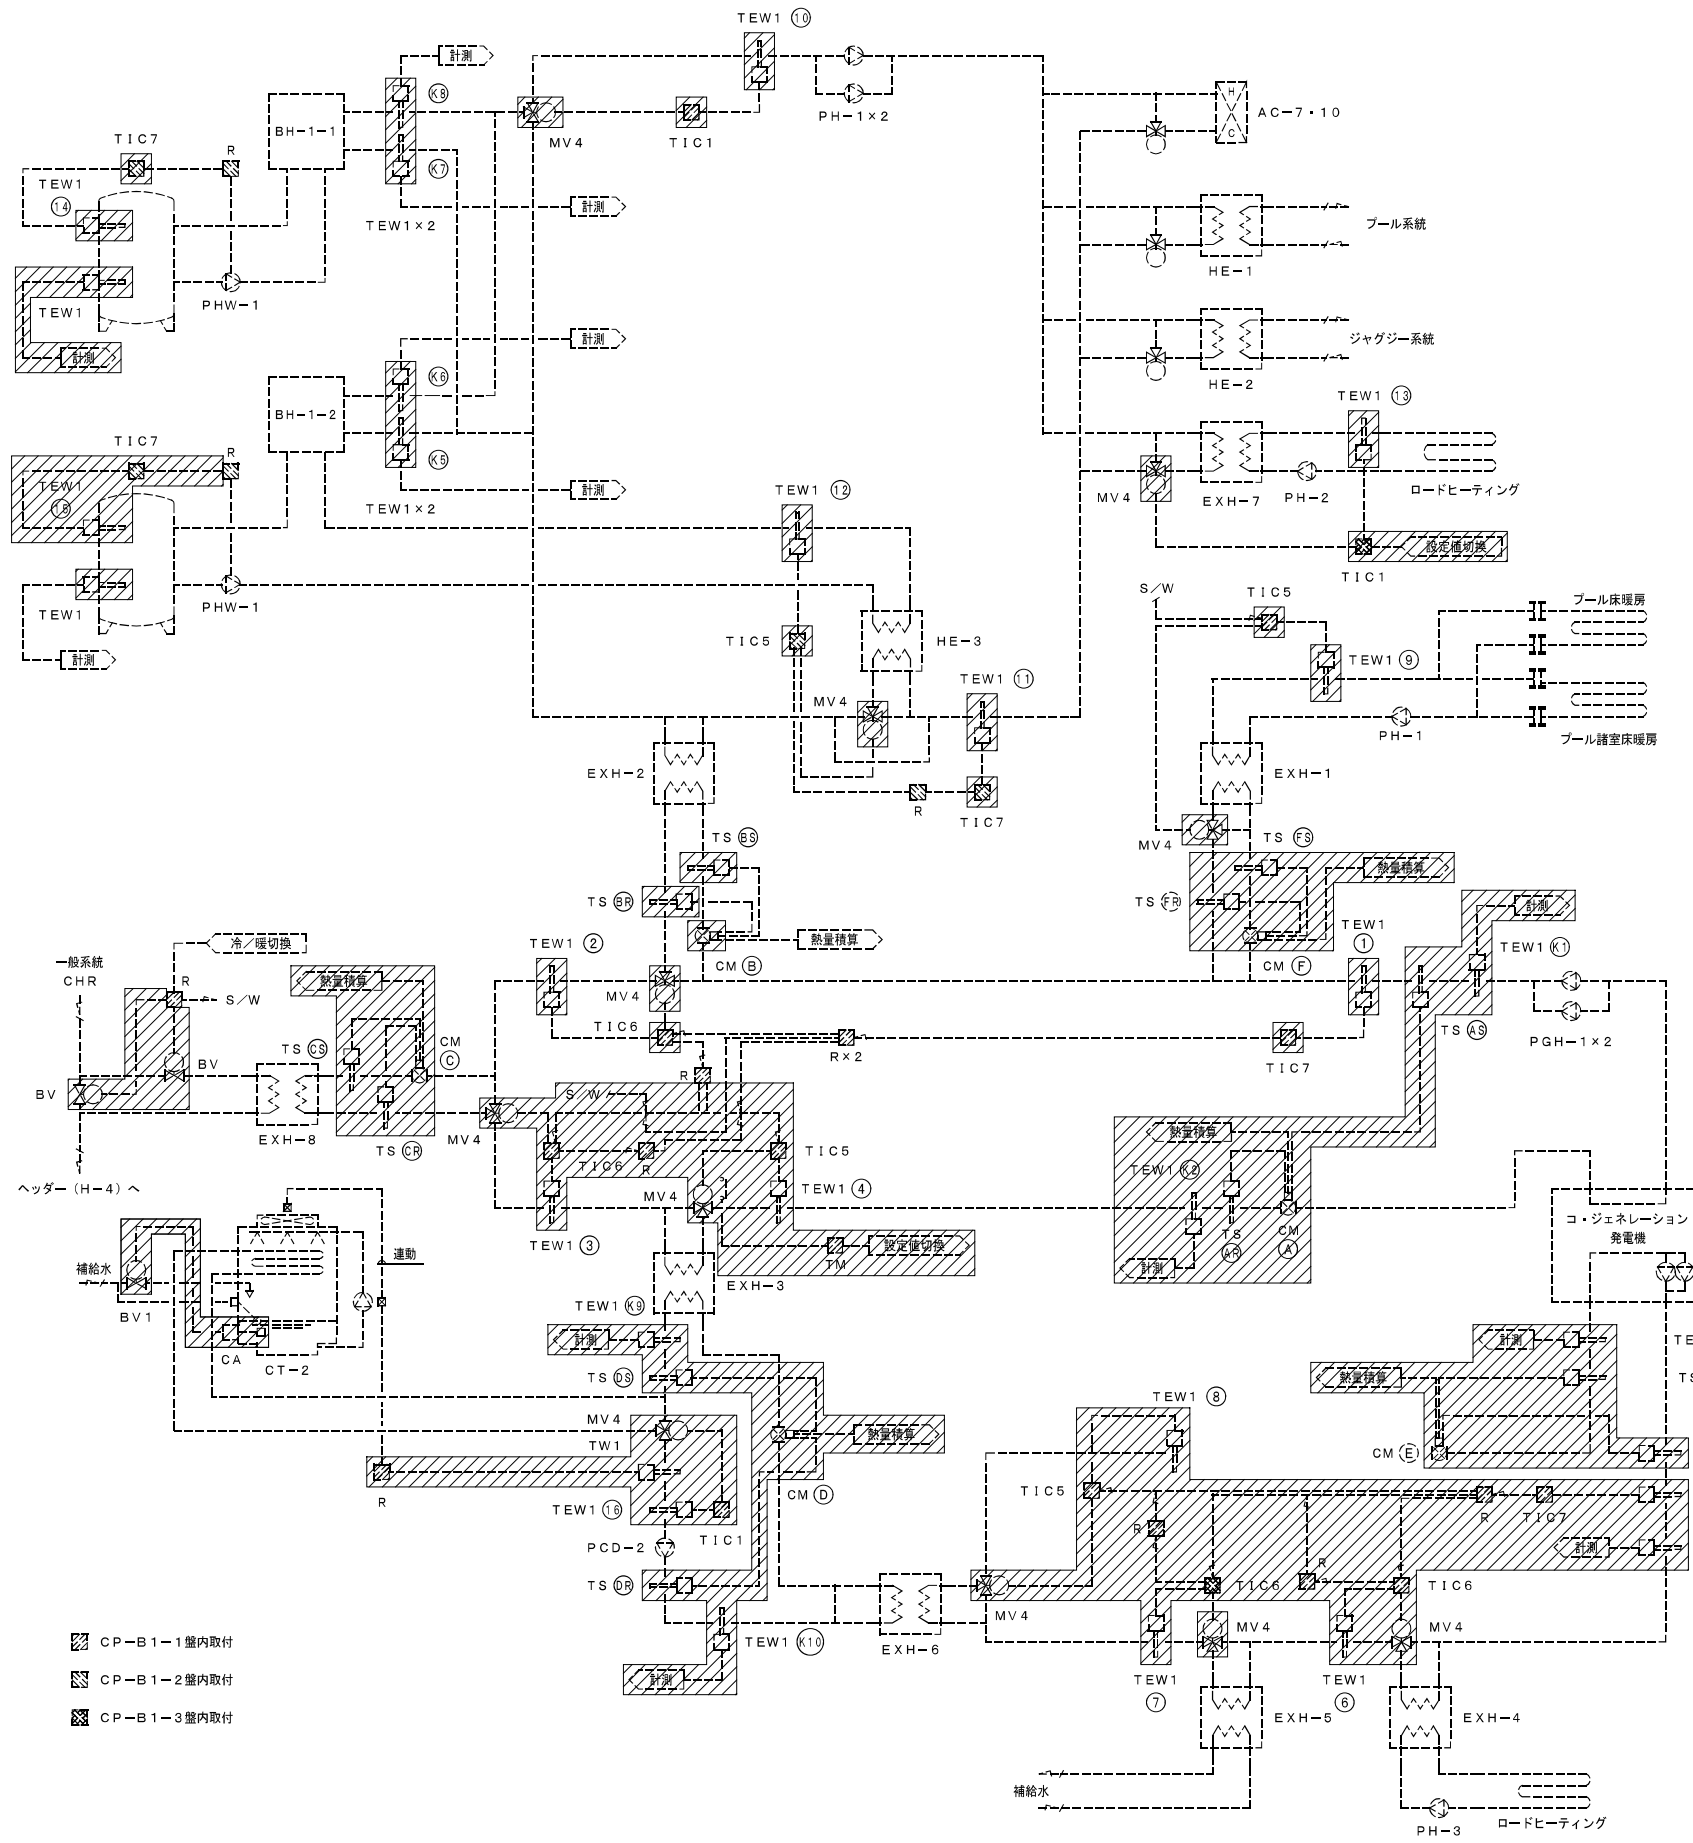 TEW1 ⑩
計測
K8
BH-1-1
MV4
TIC1
PH-1×2
H
C
AC-7・10
TIC7
R
K7
TEW1
⑭
計測
TEW1×2
プール系統
HE-1
PHW-1
TEW1
計測
計測
ジャグジー系統
HE-2
K6
BH-1-2
TEW1 ⑬
TIC7
R
K5
計測
TEW1
⑮
TEW1×2
TEW1 ⑫
MV4
EXH-7
PH-2
ロードヒーティング
設定値切換
TIC1
TEW1
PHW-1
計測
S/W
TIC5
プール床暖房
TIC5
HE-3
TEW1 ⑨
TEW1 ⑪
MV4
PH-1
プール諸室床暖房
EXH-2
EXH-1
R
TIC7
TS BS
MV4
TS FS
熱量積算
TS BR
TS FR
計測
冷/暖切換
TEW1 ②
熱量積算
TEW1
①
TEW1 K1
一般系統
CHR
CM B
CM F
熱量積算
R
S/W
MV4
TIC6
TS AS
TS CS
CM
C
R×2
PGH-1×2
BV
TIC7
BV
R
S/W
EXH-8
MV4
熱量積算
TS CR
TIC6
R
TIC5
TEW1 K2
ヘッダー(H-4)へ
MV4
TEW1 ④
コ・ジェネレーション
発電機
TEW1 ③
設定値切換
TM
TS
AR
CM
A
連動
補給水
計測
EXH-3
BV1
TEW1 K9
CA
CT-2
計測
計測
TE
TS DS
熱量積算
TS
TEW1 ⑧
MV4
TW1
熱量積算
CM E
R
CM D
TIC5
TEW1 ⑯
TIC1
R
R
TIC7
PCD-2
計測
TS DR
R
TIC6
TIC6
MV4
MV4
MV4
TEW1 K10
EXH-6
計測
TEW1
⑦
TEW1
⑥
EXH-5
EXH-4
CP-B1-1盤内取付
CP-B1-2盤内取付
CP-B1-3盤内取付
補給水
PH-3
ロードヒーティング